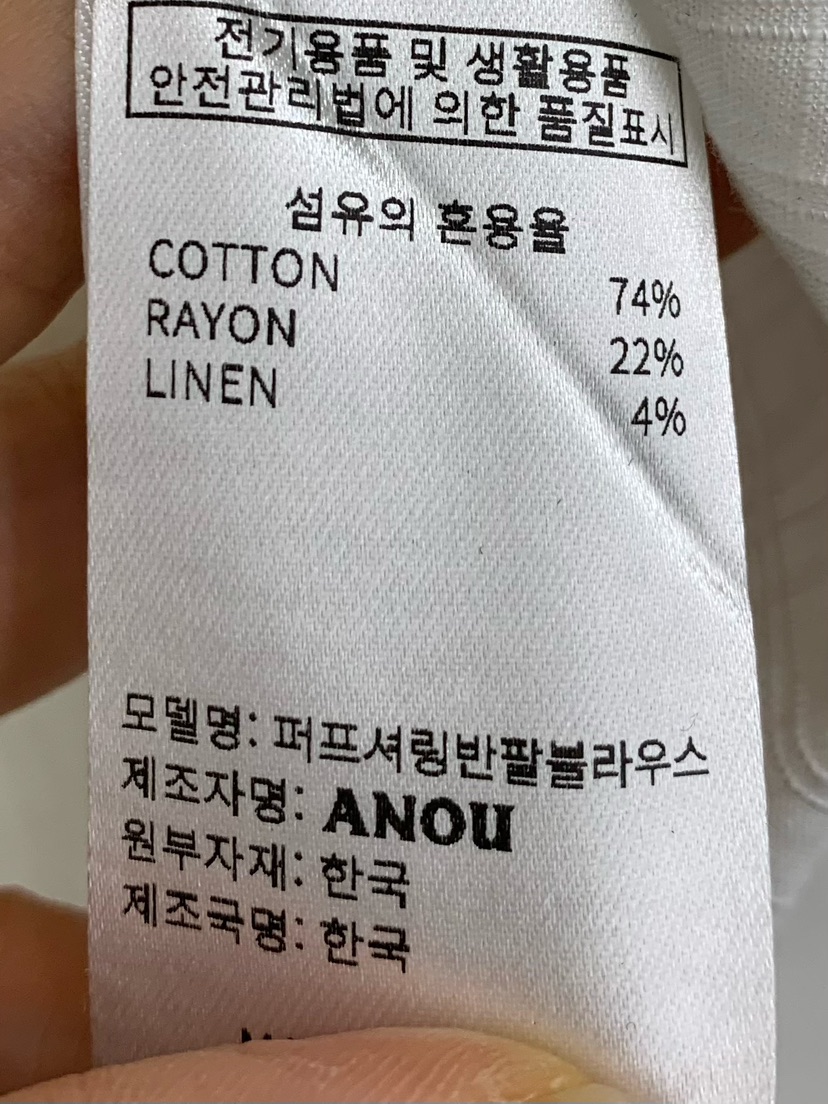 전기용품 및 생활용품
안전관리법에 의한 품질표시
섬유의 혼용율
COTTON 74%
RAYON 22%
LINEN 4%
모델명: 퍼프셔링반팔블라우스
제조자명: ANOU
원부자재: 한국
제조국명: 한국